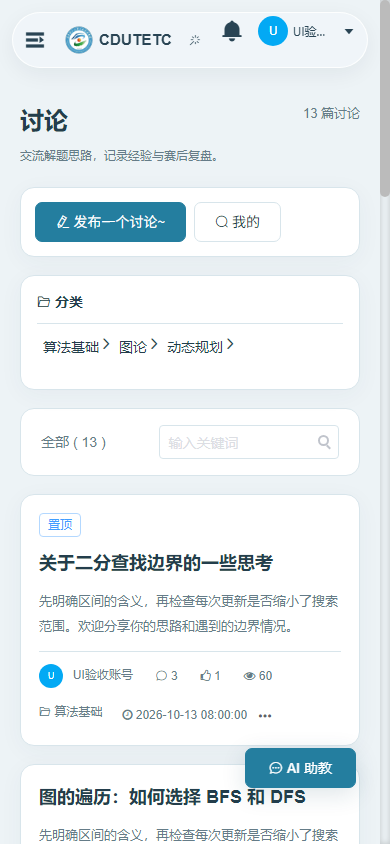 CDUTETC
U UI验...
讨论
13 篇讨论
交流解题思路，记录经验与赛后复盘。
发布一个讨论~
我的
分类
算法基础 图论 动态规划
全部 ( 13 )
输入关键词
置顶
关于二分查找边界的一些思考
先明确区间的含义，再检查每次更新是否缩小了搜索
范围。欢迎分享你的思路和遇到的边界情况。
U UI验收账号 3 1 60
算法基础 2026-10-13 08:00:00 •••
AI 助教
图的遍历：如何选择 BFS 和 DFS
先明确区间的含义，再检查每次更新是否缩小了搜索